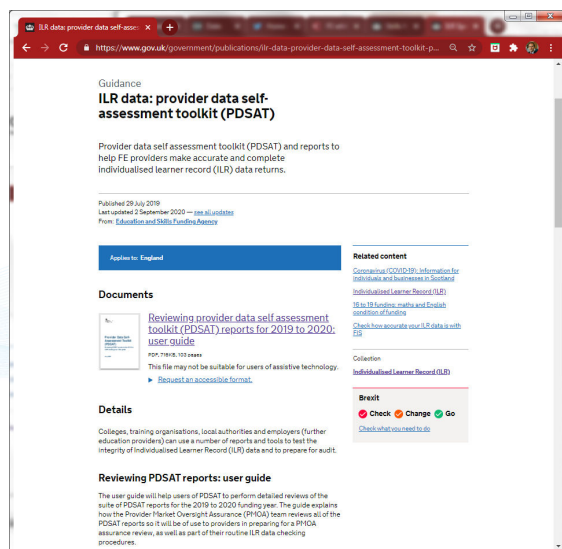 ILR data: provider data self-asses
https://www.gov.uk/government/publications/ilr-data-provider-data-self-assessment-toolkit-p...
Guidance
ILR data: provider data self-
assessment toolkit (PDSAT)
Provider data self assessment toolkit (PDSAT) and reports to
help FE providers make accurate and complete
individualised learner record (ILR) data returns.
Published 29 July 2019
Last updated 2 September 2020 — see all updates
From: Education and Skills Funding Agency
Applies to: England
Documents
Reviewing provider data self assessment
toolkit (PDSAT) reports for 2019 to 2020:
user guide
PDF, 716KB, 103 pages
This file may not be suitable for users of assistive technology.
Request an accessible format.
Details
Colleges, training organisations, local authorities and employers (further
education providers) can use a number of reports and tools to test the
integrity of Individualised Learner Record (ILR) data and to prepare for audit.
Reviewing PDSAT reports: user guide
The user guide will help users of PDSAT to perform detailed reviews of the
suite of PDSAT reports for the 2019 to 2020 funding year. The guide explains
how the Provider Market Oversight Assurance (PMOA) team reviews all of the
PDSAT reports so it will be of use to providers in preparing for a PMOA
assurance review, as well as part of their routine ILR data checking
procedures.
Related content
Coronavirus (COVID-19): Information for
individuals and businesses in Scotland
Individualised Learner Record (ILR)
16 to 19 funding: maths and English
condition of funding
Check how accurate your ILR data is with
FIS
Collection
Individualised Learner Record (ILR)
Brexit
Check Change Go
Check what you need to do